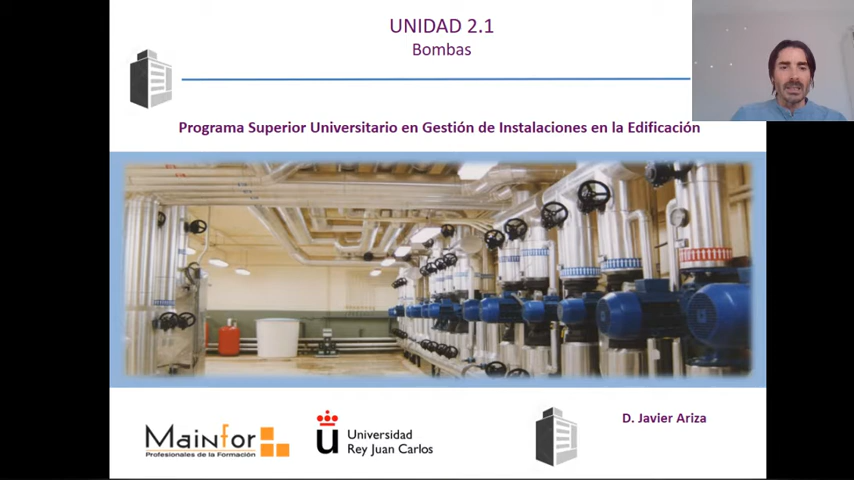 UNIDAD 2.1
Bombas
Programa Superior Universitario en Gestión de Instalaciones en la Edificación
D. Javier Ariza
Mainfor
Profesionales de la Formación
Universidad
Rey Juan Carlos